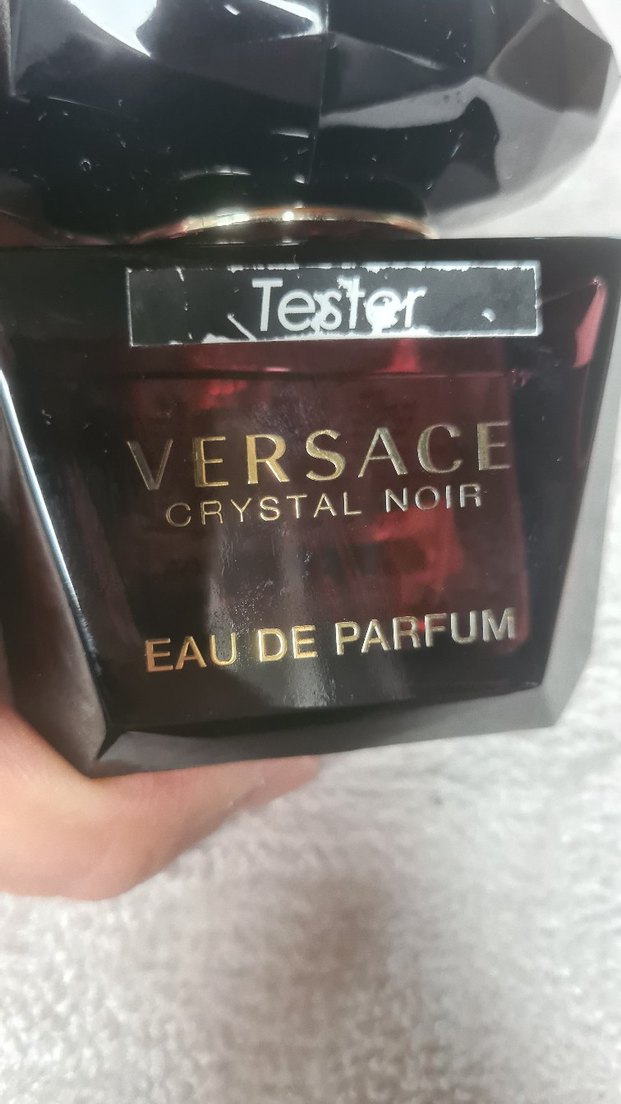 Tester
VERSACE
CRYSTAL NOIR
EAU DE PARFUM